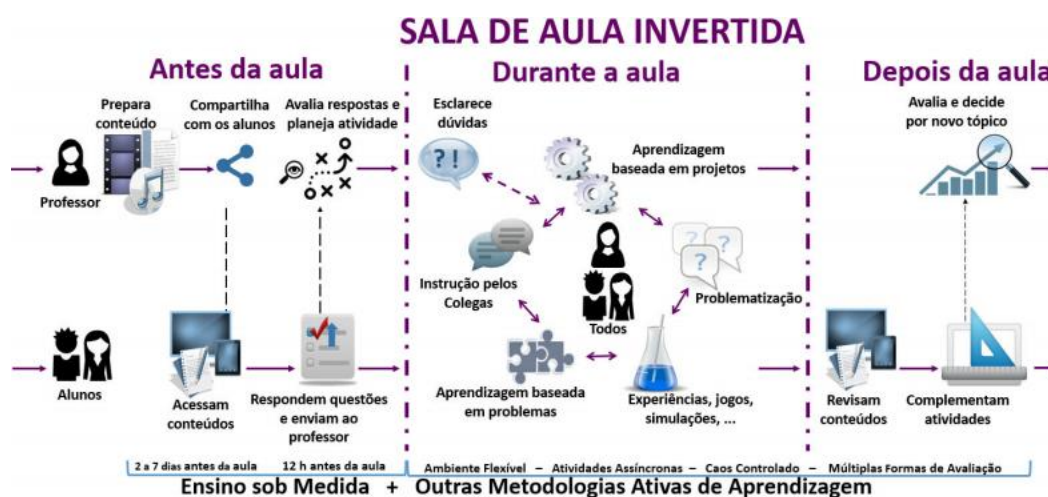 SALA DE AULA INVERTIDA
Antes da aula
Prepara
conteúdo
Compartilha
com os alunos
Avalia respostas e
planeja atividade
Professor
Alunos
Acessam
conteúdos
Respondem questões
e enviam ao
professor
2 a 7 dias antes da aula
12 h antes da aula
Durante a aula
Esclarece
dúvidas
?!
Aprendizagem
baseada em projetos
Instrução pelos
Colegas
Todos
?
?
?
Problematização
Aprendizagem baseada
em problemas
Experiências, jogos,
simulações, ...
Ambiente Flexível – Atividades Assíncronas – Caos Controlado – Múltiplas Formas de Avaliação
Depois da aula
Avalia e decide
por novo tópico
Revisam
conteúdos
Complementam
atividades
Ensino sob Medida + Outras Metodologias Ativas de Aprendizagem